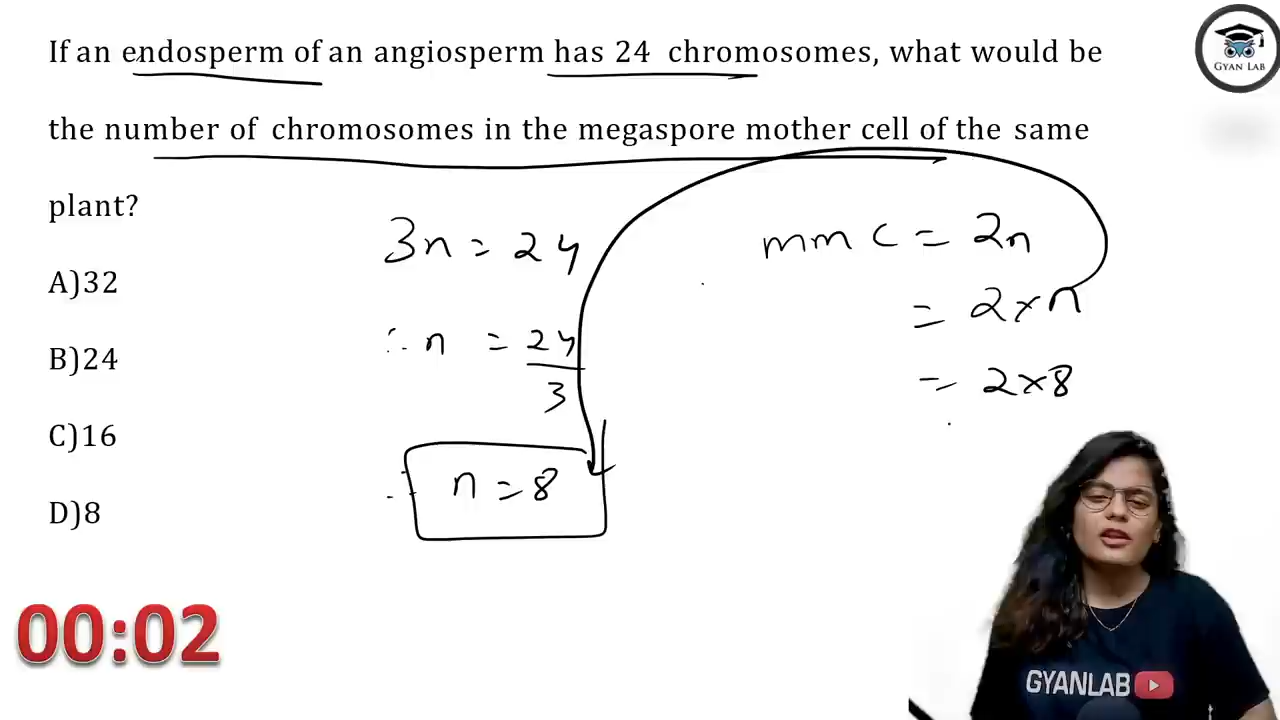 If an endosperm of an angiosperm has 24 chromosomes, what would be
the number of chromosomes in the megaspore mother cell of the same
plant?
A)32
B)24
C)16
D)8
3n = 24
∴ n = 24
3
∴ n = 8
mmc = 2n
= 2×n
= 2×8
00:02
GYAN LAB
GYANLAB